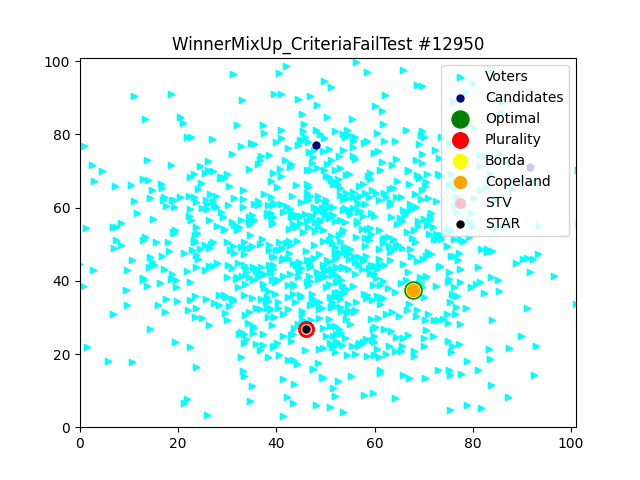 WinnerMixUp_CriteriaFailTest #12950
100
80
60
40
20
0
0
20
40
60
80
100
Voters
Candidates
Optimal
Plurality
Borda
Copeland
STV
STAR